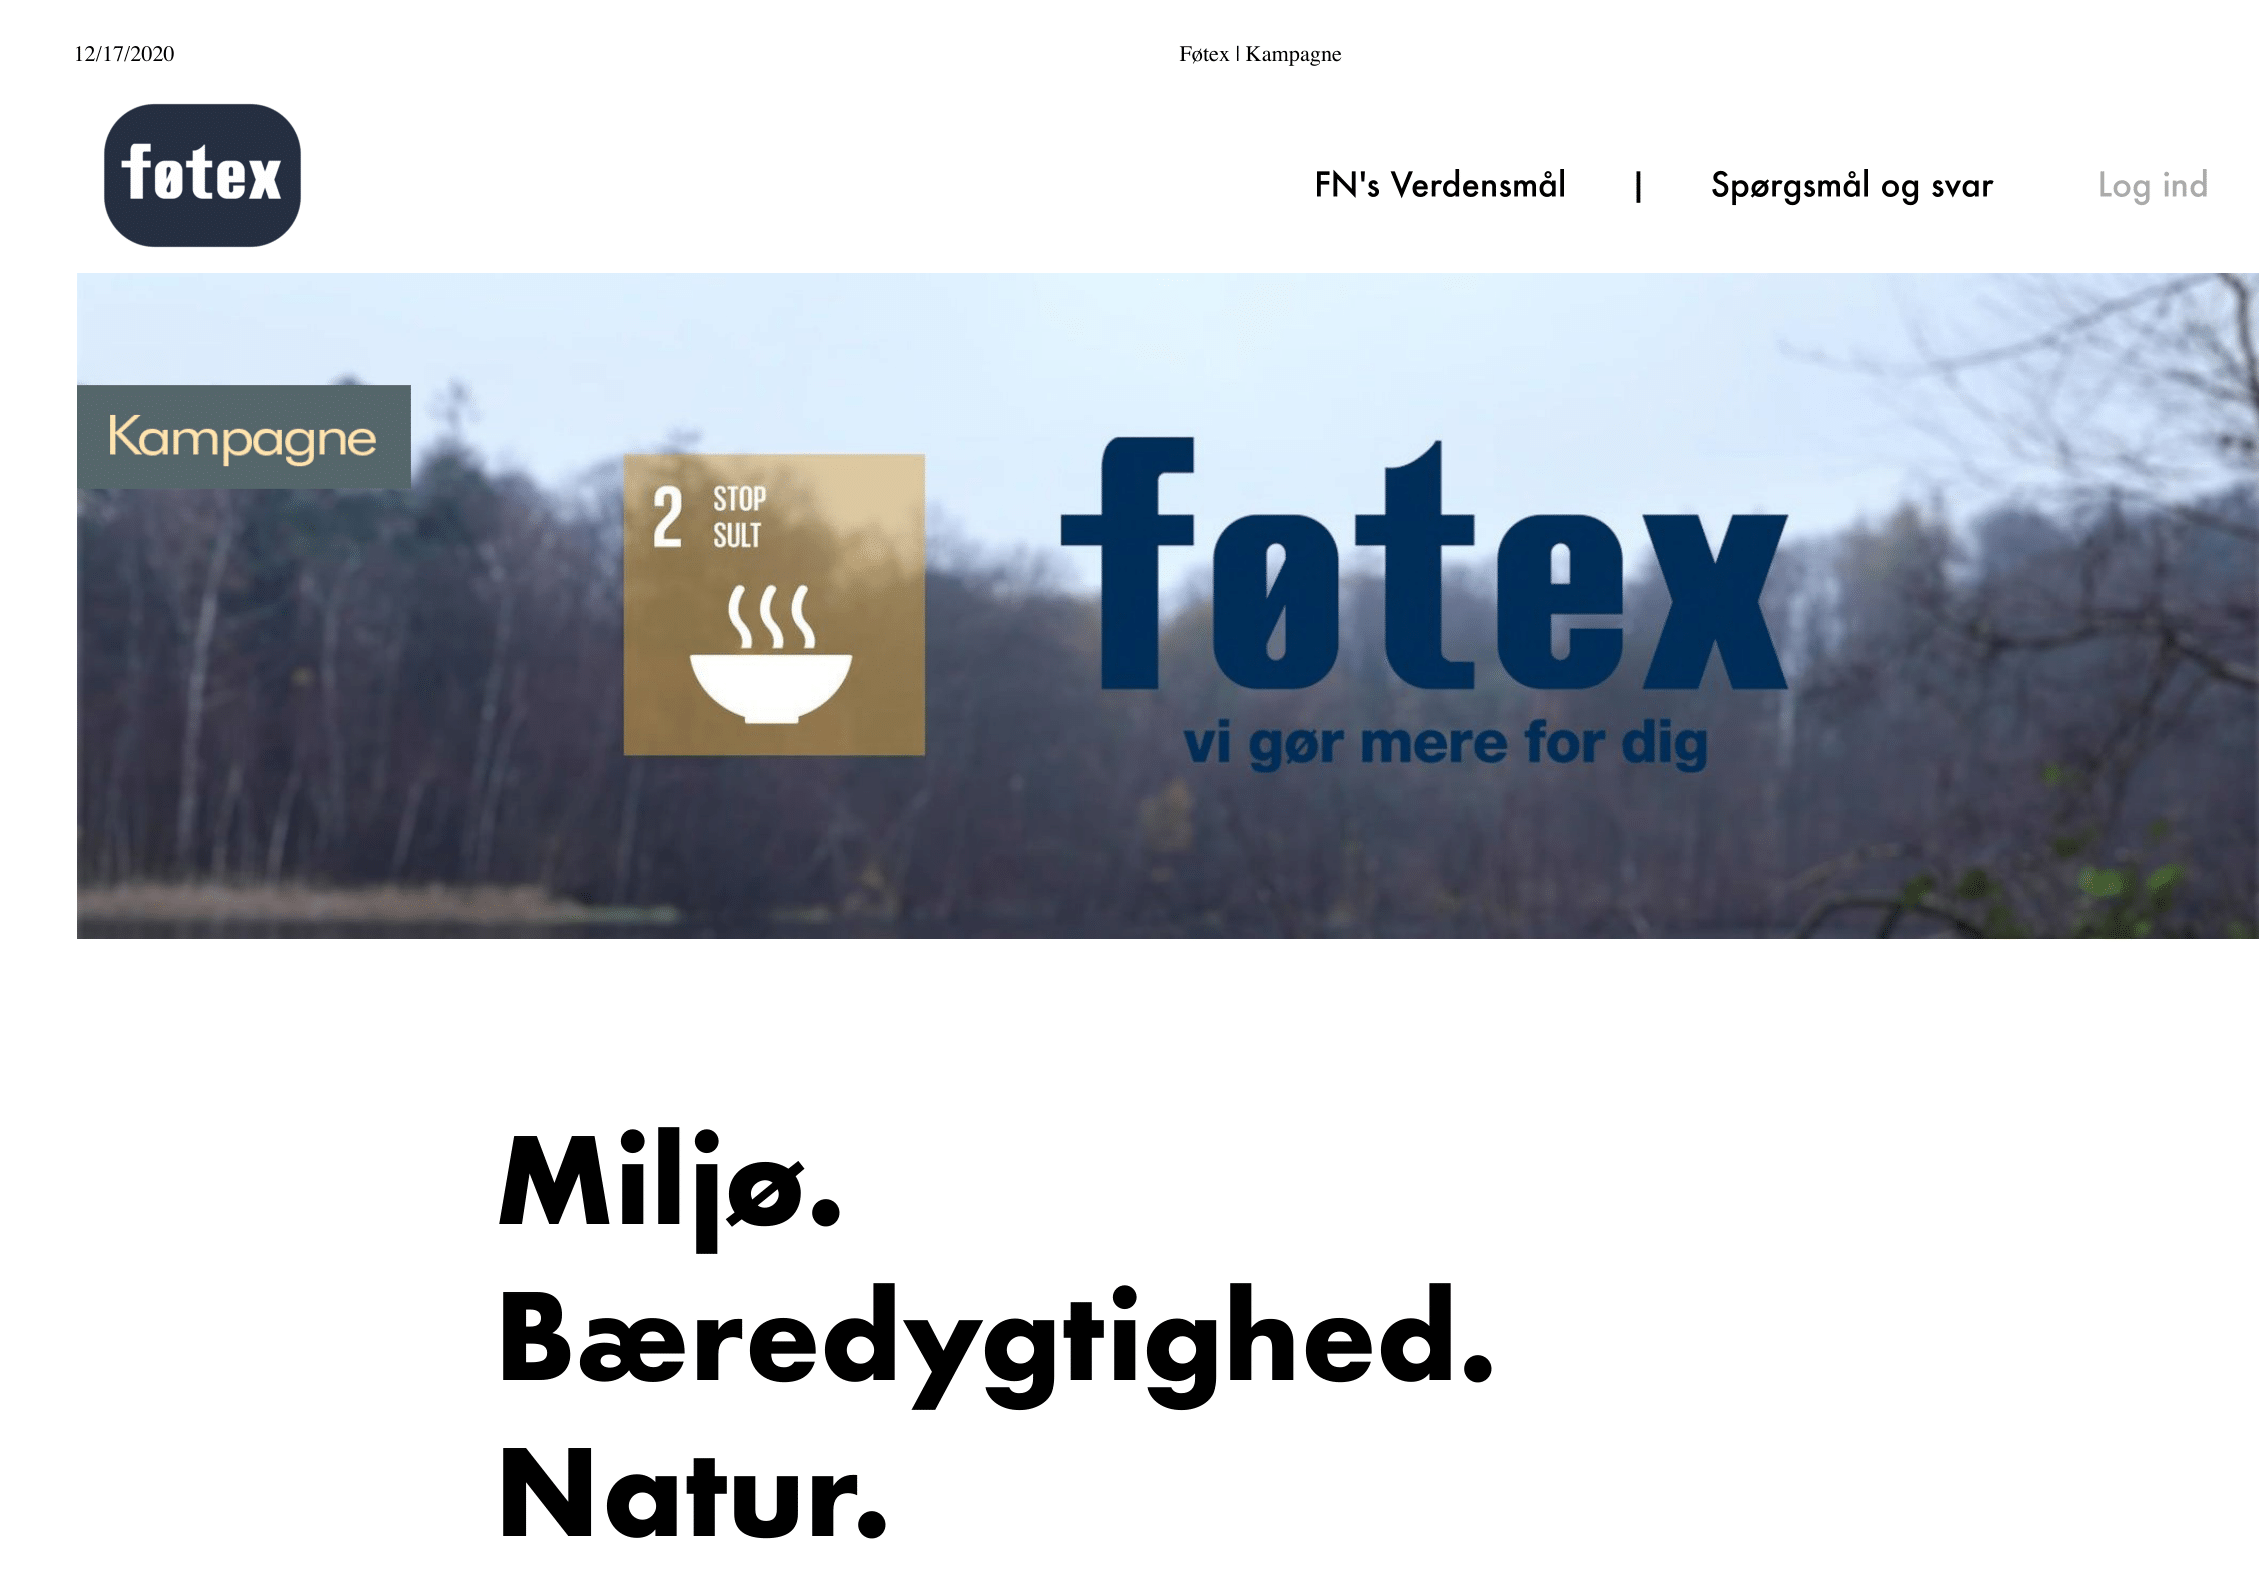 12/17/2020
Føtex | Kampagne
føtex
FN's Verdensmål | Spørgsmål og svar Log ind
Kampagne
2 STOP
SULT
føtex
vi gør mere for dig
Miljø.
Bæredygtighed.
Natur.